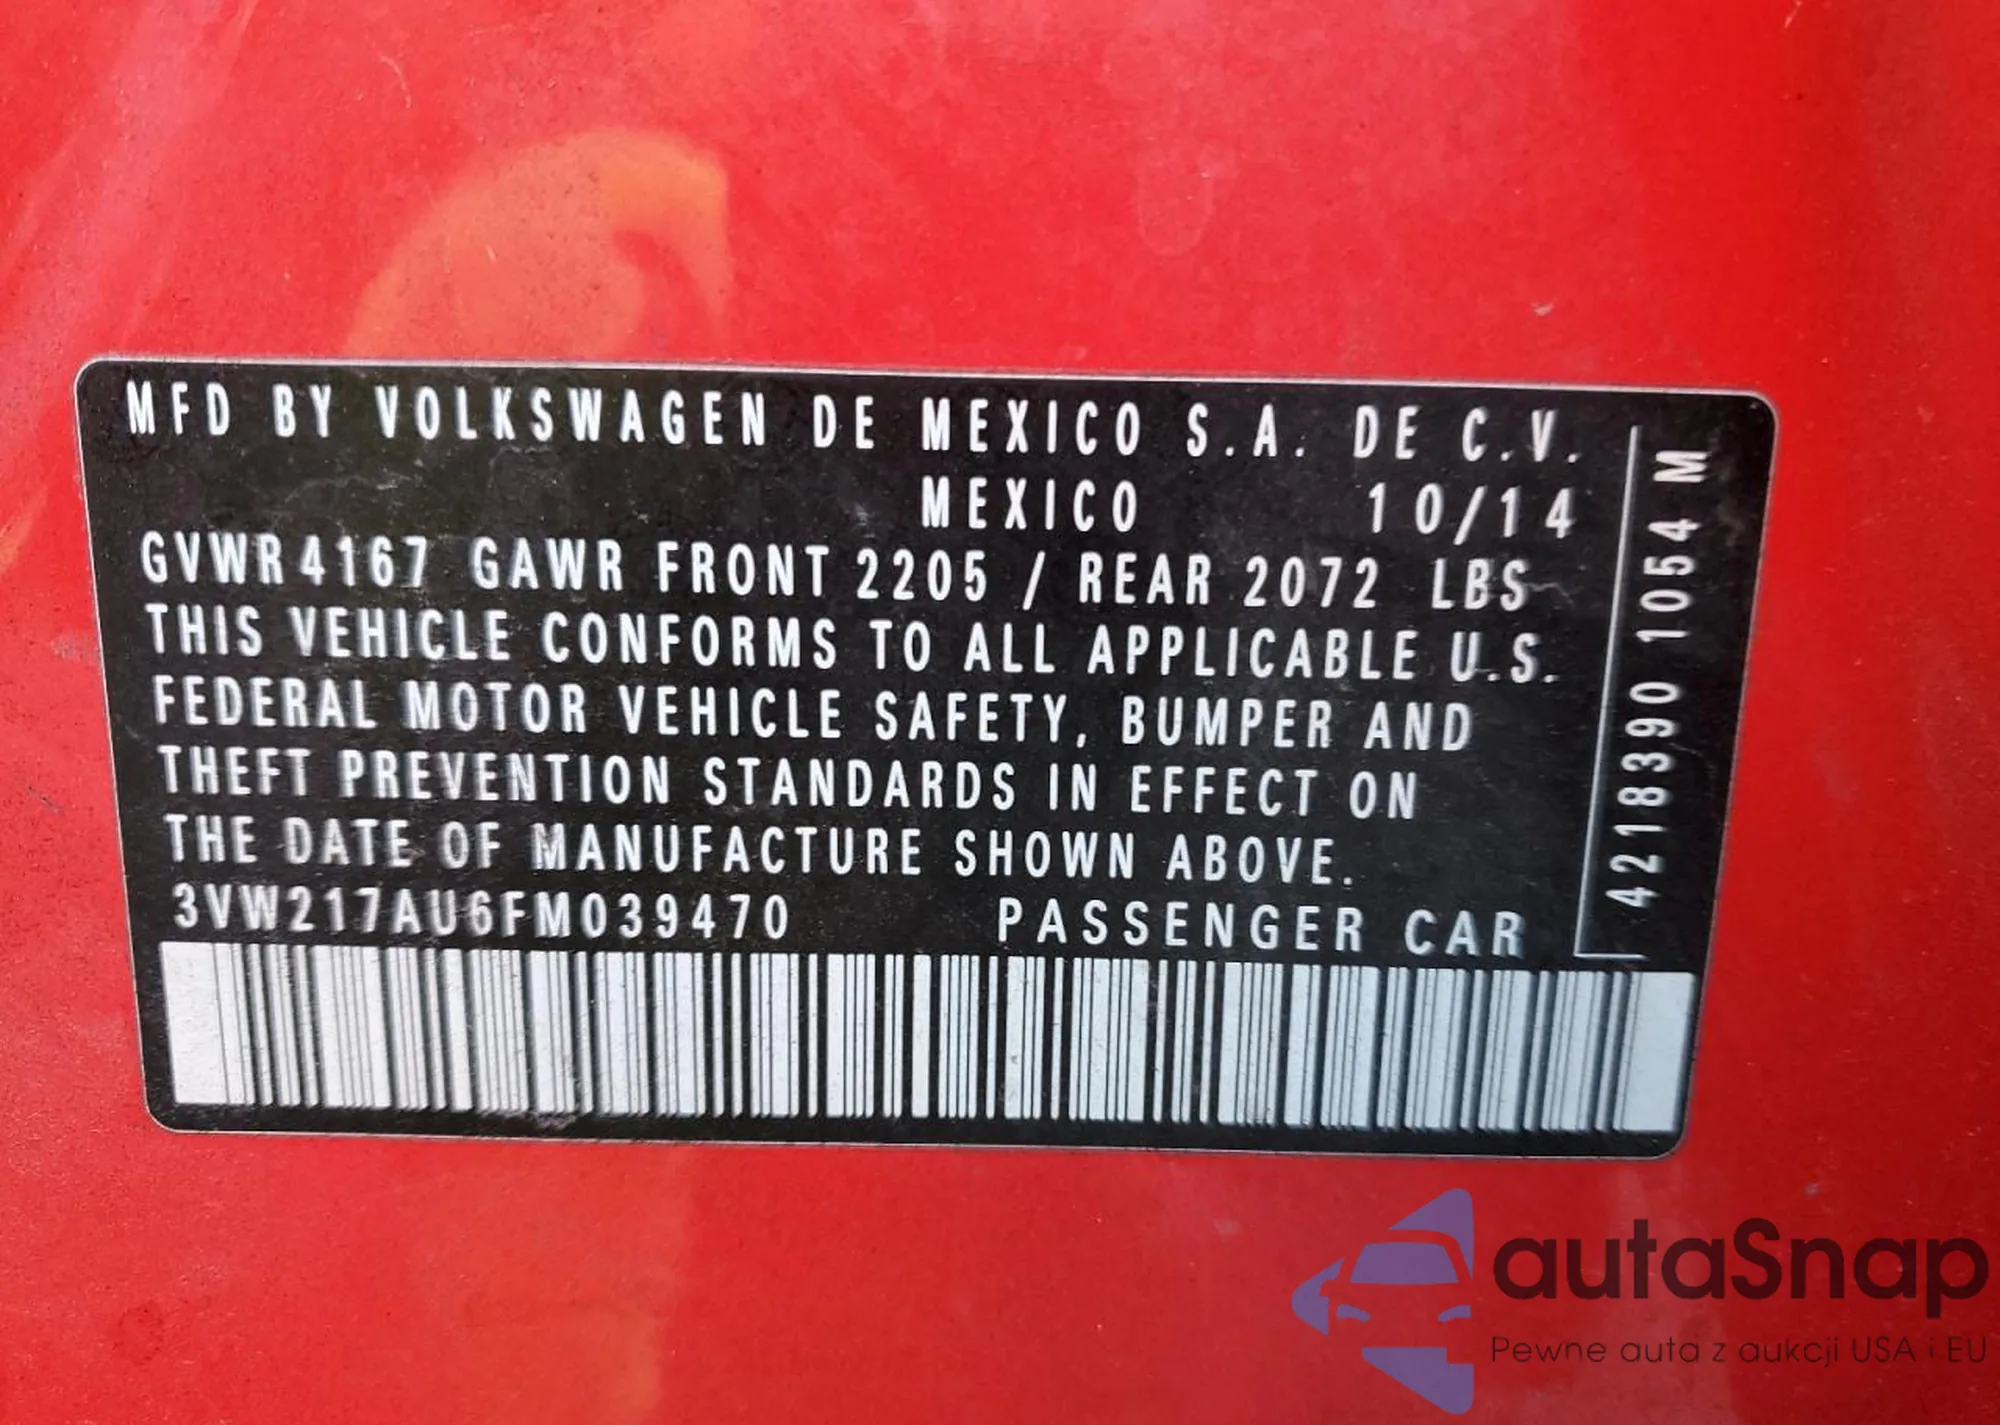 MFD BY VOLKSWAGEN DE MEXICO S.A. DE C.V.
MEXICO 10/14
GVWR 4167 GAWR FRONT 2205 / REAR 2072 LBS
THIS VEHICLE CONFORMS TO ALL APPLICABLE U.S.
FEDERAL MOTOR VEHICLE SAFETY, BUMPER AND
THEFT PREVENTION STANDARDS IN EFFECT ON
THE DATE OF MANUFACTURE SHOWN ABOVE.
3VW217AU6FM039470 PASSENGER CAR
4218390 1054 M
autaSnap
Pewne auta z aukcji USA i EU